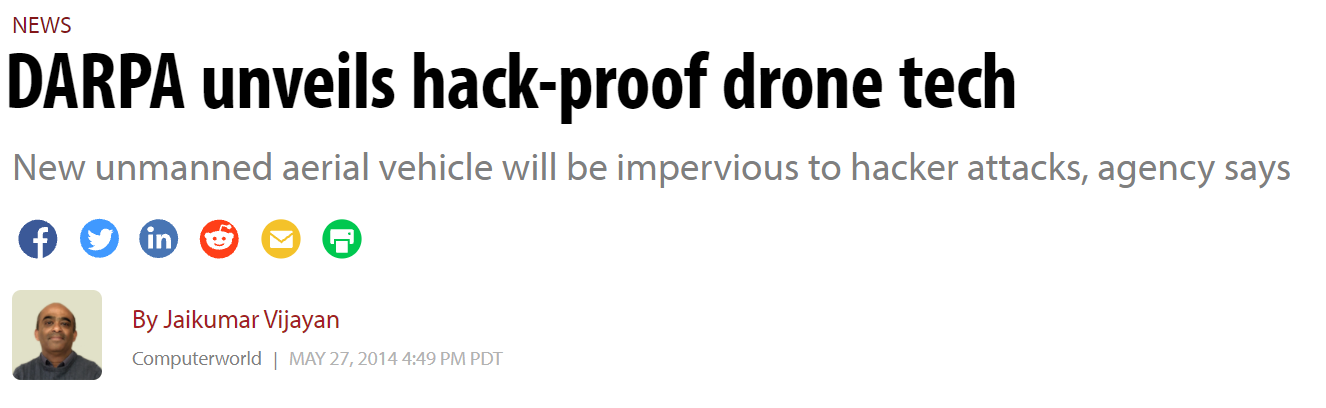 NEWS
DARPA unveils hack-proof drone tech
New unmanned aerial vehicle will be impervious to hacker attacks, agency says
f in
By Jaikumar Vijayan
Computerworld | MAY 27, 2014 4:49 PM PDT